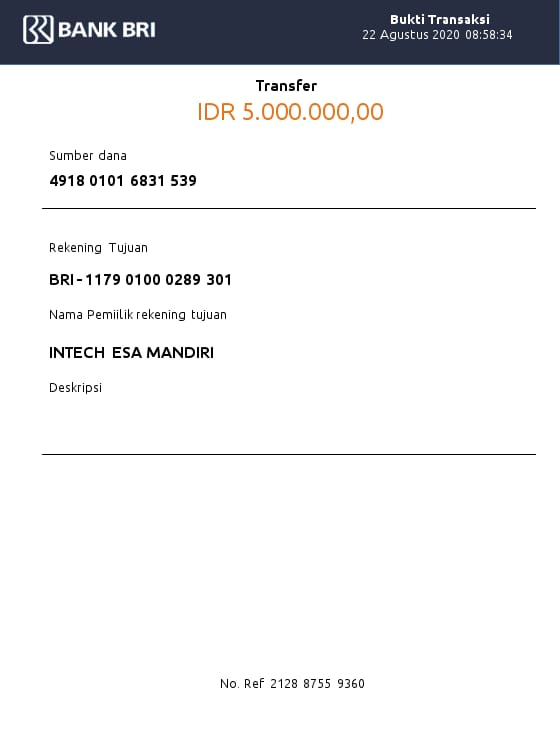 BANK BRI
Bukti Transaksi
22 Agustus 2020 08:58:34
Transfer
IDR 5.000.000,00
Sumber dana
4918 0101 6831 539
Rekening Tujuan
BRI - 1179 0100 0289 301
Nama Pemiilik rekening tujuan
INTECH ESA MANDIRI
Deskripsi
No. Ref 2128 8755 9360